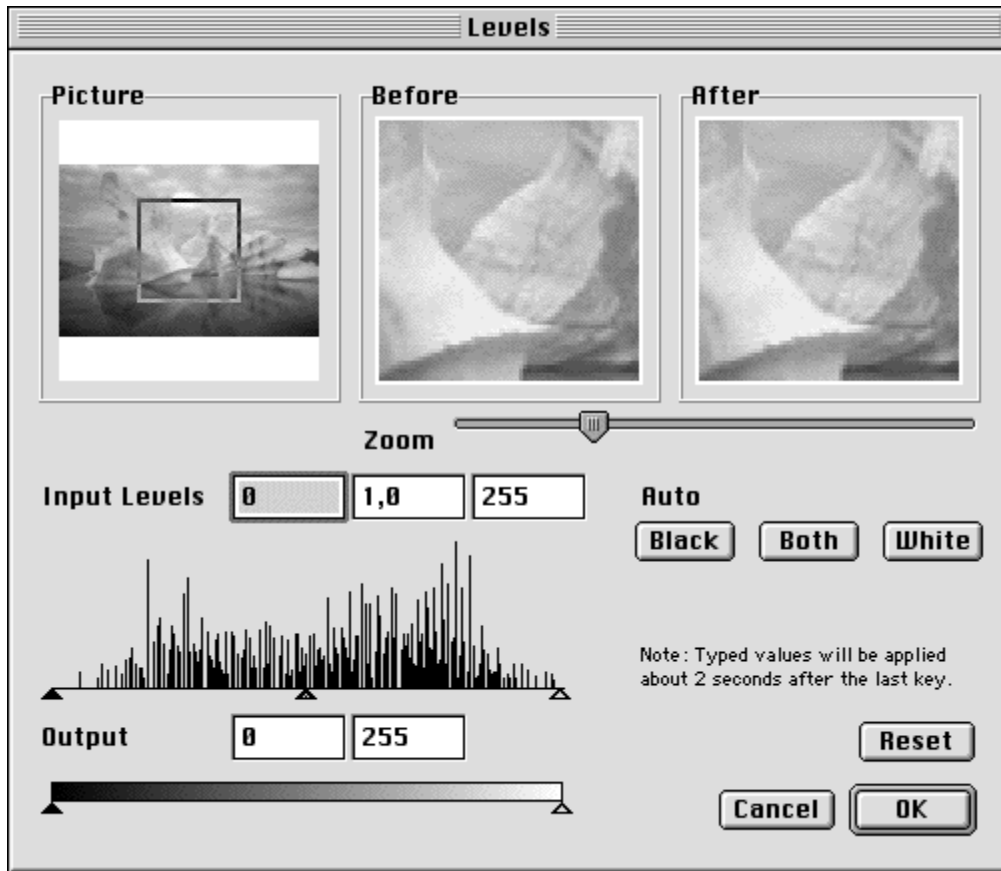 Levels
Picture
Before
After
Zoom
Input Levels 0 1,0 255
Auto
Black Both White
Note: Typed values will be applied
about 2 seconds after the last key.
Output 0 255
Reset
Cancel OK